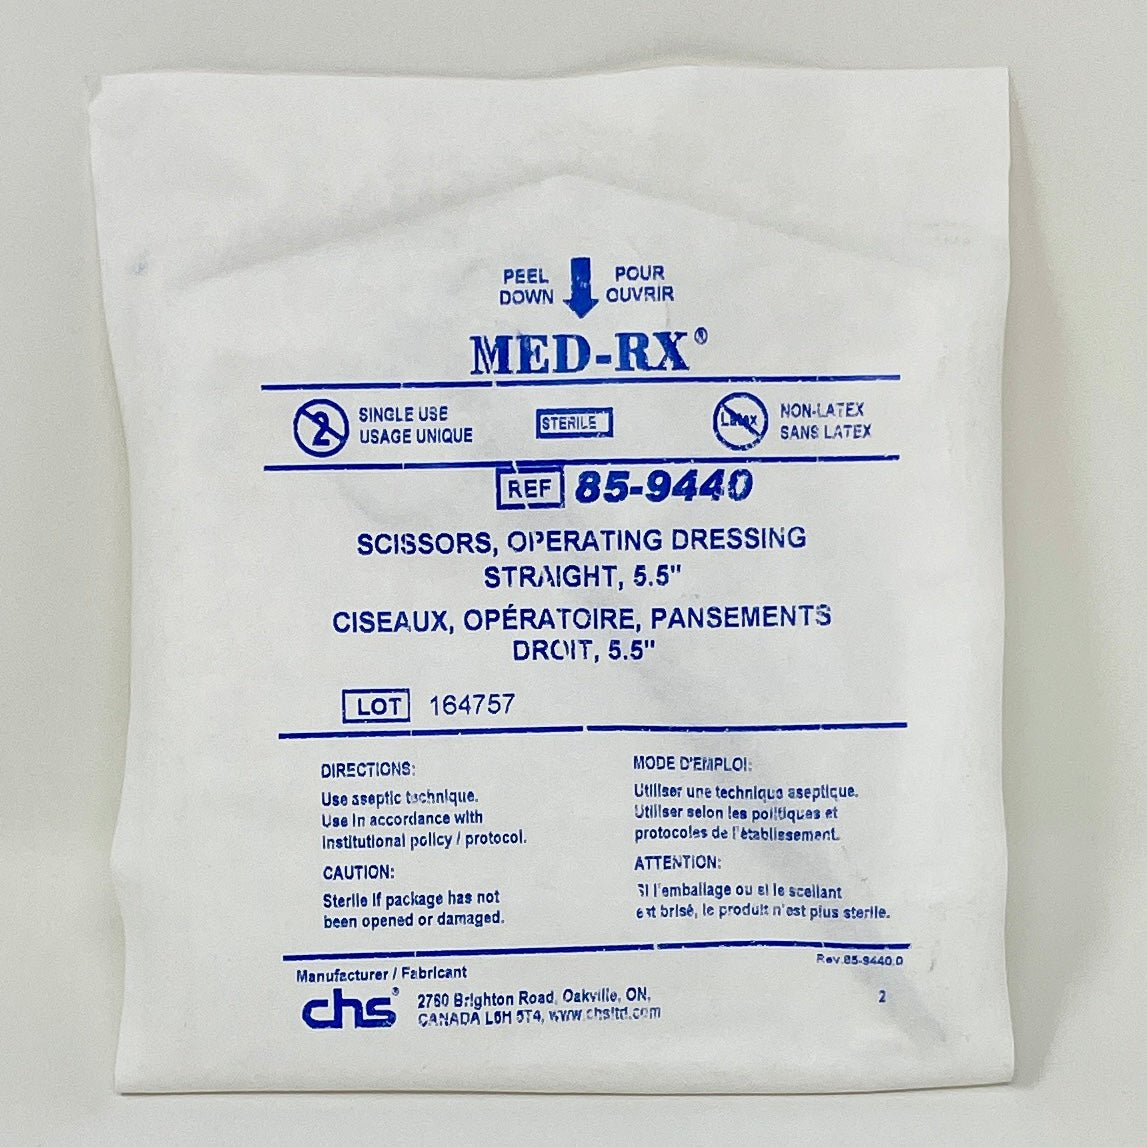 PEEL DOWN
POUR OUVRIR
MED-RX®
2
SINGLE USE
USAGE UNIQUE
STERILE
Latex
NON-LATEX
SANS LATEX
REF 85-9440
SCISSORS, OPERATING DRESSING
STRAIGHT, 5.5"
CISEAUX, OPÉRATOIRE, PANSEMENTS
DROIT, 5.5"
LOT 164757
DIRECTIONS:
Use aseptic technique.
Use in accordance with
institutional policy / protocol.
CAUTION:
Sterile if package has not
been opened or damaged.
MODE D'EMPLOI:
Utiliser une technique aseptique.
Utiliser selon les politiques et
protocoles de l'établissement.
ATTENTION:
Si l'emballage ou si le scellant
est brisé, le produit n'est plus sterile.
Rev.85-9440.0
Manufacturer / Fabricant
chs®
2760 Brighton Road, Oakville, ON,
CANADA L6H 5T4, www.chsltd.com
2